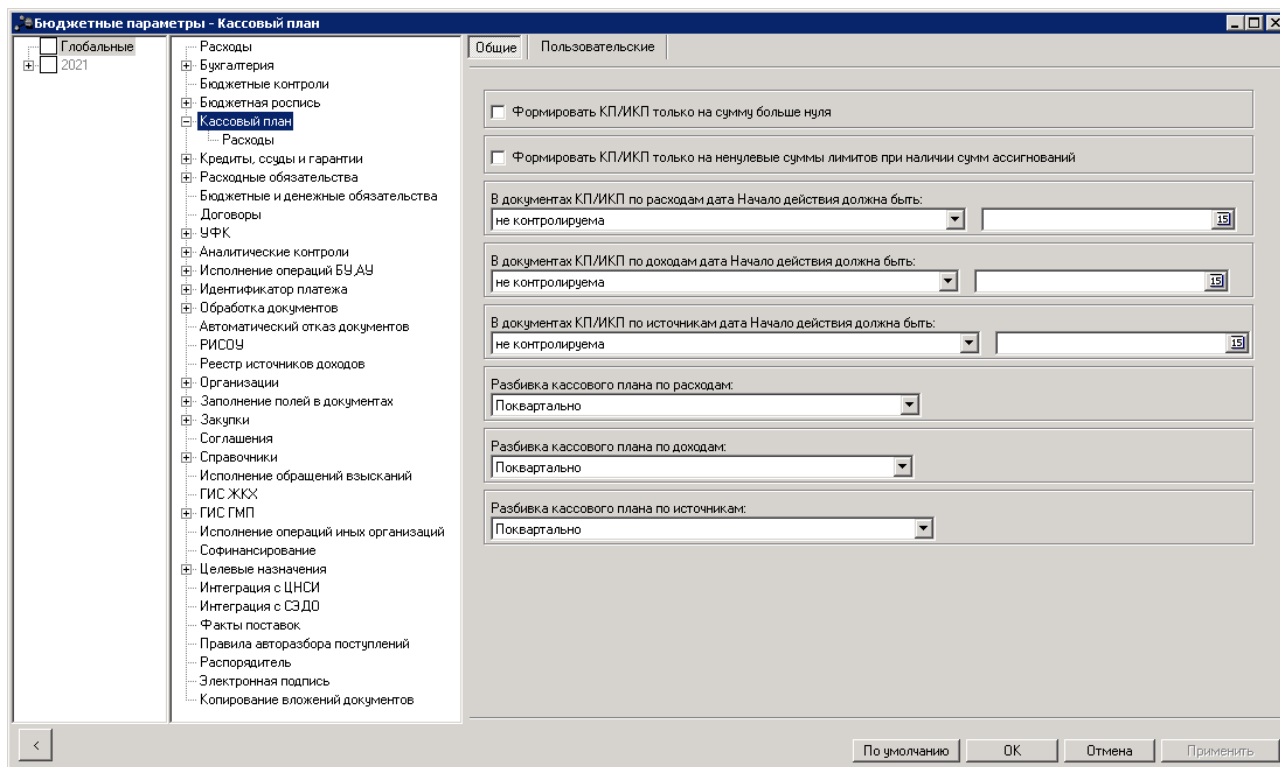 Бюджетные параметры - Кассовый план
Глобальные
2021
Расходы
Бухгалтерия
Бюджетные контроли
Бюджетная роспись
Кассовый план
Расходы
Кредиты, ссуды и гарантии
Расходные обязательства
Бюджетные и денежные обязательства
Договоры
УФК
Аналитические контроли
Исполнение операций БУ,АУ
Идентификатор платежа
Обработка документов
Автоматический отказ документов
РИСОУ
Реестр источников доходов
Организации
Заполнение полей в документах
Закупки
Соглашения
Справочники
Исполнение обращений взысканий
ГИС ЖКХ
ГИС ГМП
Исполнение операций иных организаций
Софинансирование
Целевые назначения
Интеграция с ЦНСИ
Интеграция с СЭДО
Факты поставок
Правила авторазбора поступлений
Распорядитель
Электронная подпись
Копирование вложений документов
Общие Пользовательские
Формировать КП/ИКП только на сумму больше нуля
Формировать КП/ИКП только на ненулевые суммы лимитов при наличии сумм ассигнований
В документах КП/ИКП по расходам дата Начало действия должна быть:
не контролируема 15
В документах КП/ИКП по доходам дата Начало действия должна быть:
не контролируема 15
В документах КП/ИКП по источникам дата Начало действия должна быть:
не контролируема 15
Разбивка кассового плана по расходам:
Поквартально
Разбивка кассового плана по доходам:
Поквартально
Разбивка кассового плана по источникам:
Поквартально
< По умолчанию OK Отмена Применить